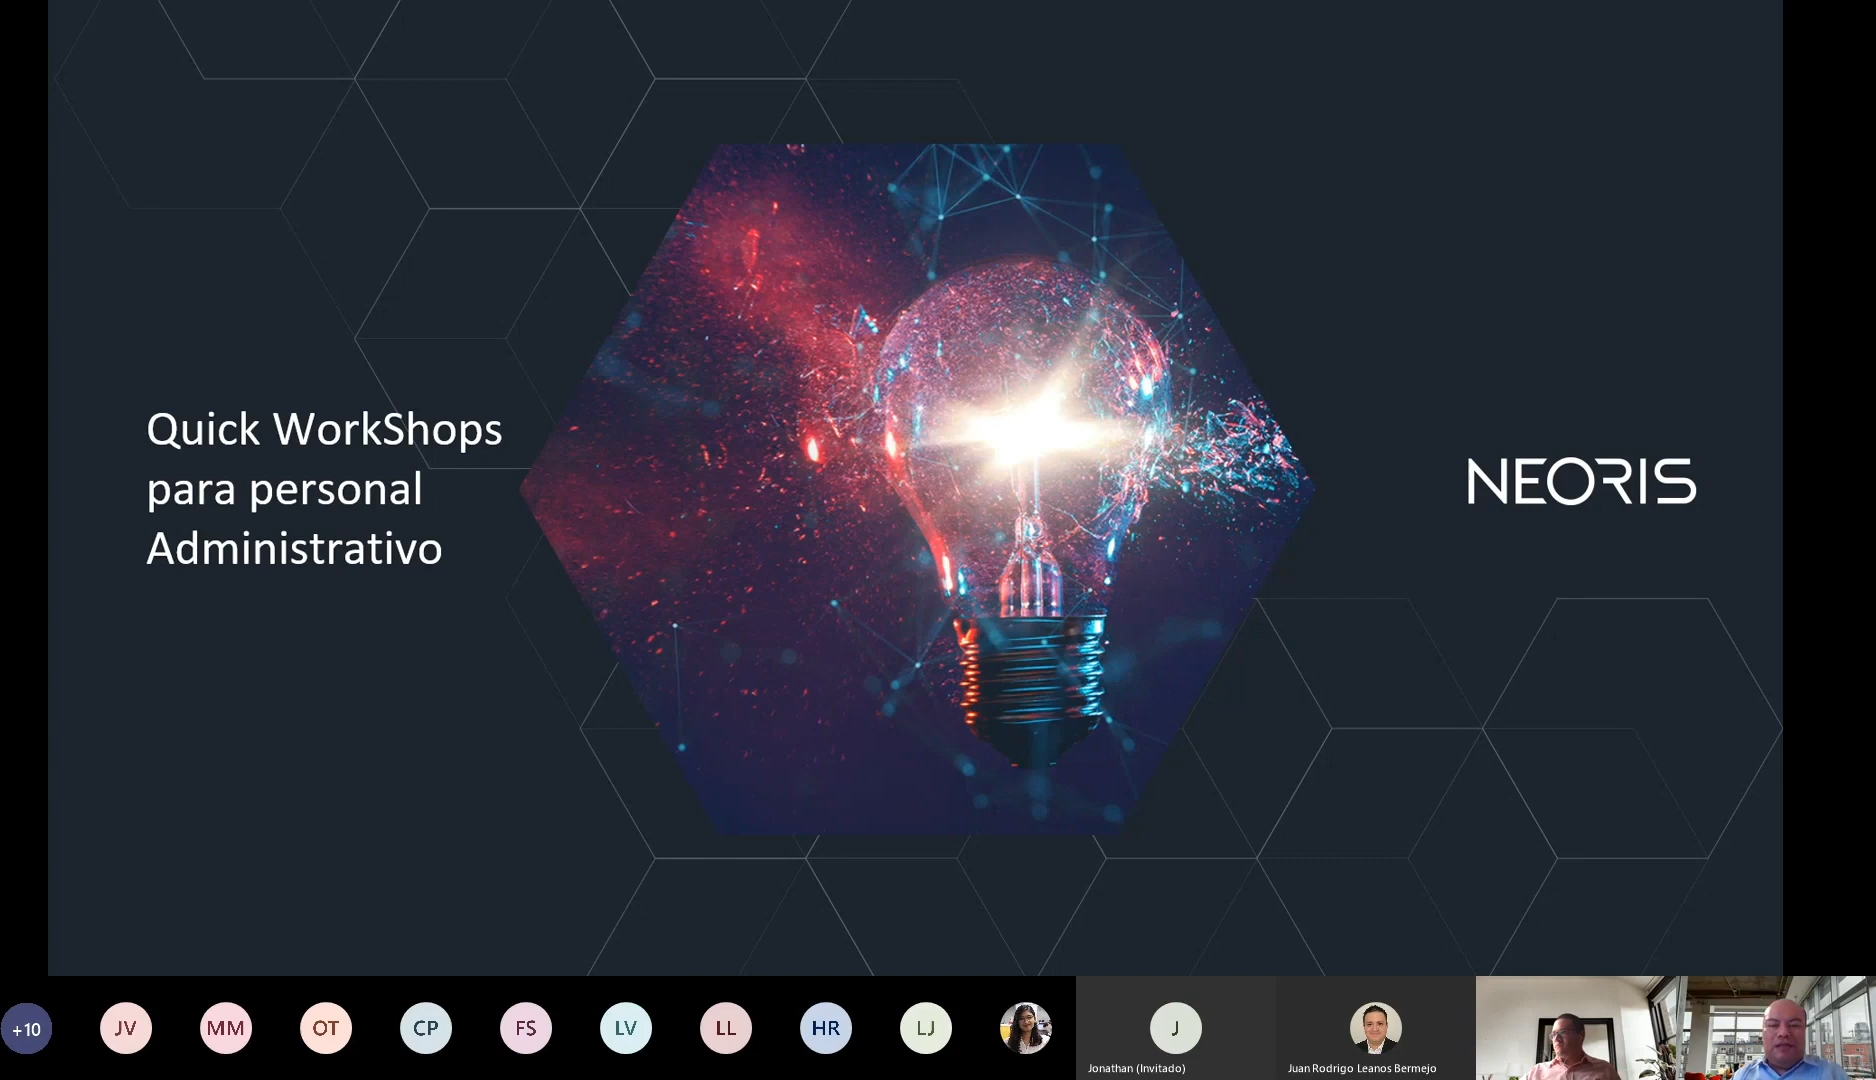 Quick WorkShops
para personal
Administrativo
NEORIS
+10
JV
MM
OT
CP
FS
LV
LL
HR
LJ
J
Jonathan (Invitado)
Juan Rodrigo Leanos Bermejo